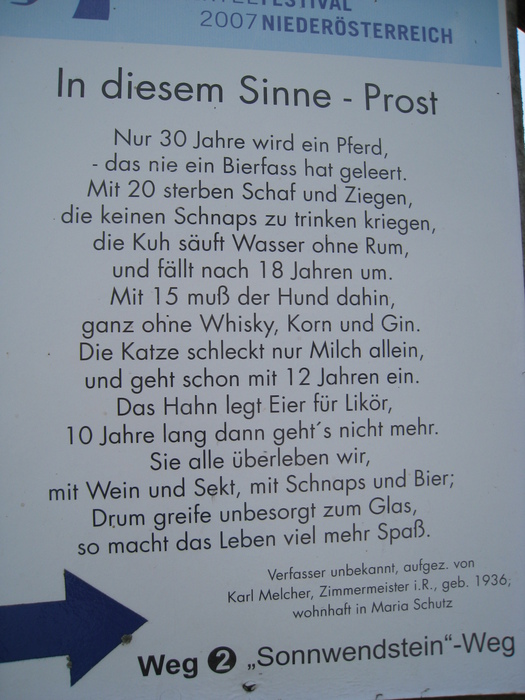 2007 NIEDERÖSTERREICH
In diesem Sinne - Prost
Nur 30 Jahre wird ein Pferd,
- das nie ein Bierfass hat geleert.
Mit 20 sterben Schaf und Ziegen,
die keinen Schnaps zu trinken kriegen,
die Kuh säuft Wasser ohne Rum,
und fällt nach 18 Jahren um.
Mit 15 muß der Hund dahin,
ganz ohne Whisky, Korn und Gin.
Die Katze schleckt nur Milch allein,
und geht schon mit 12 Jahren ein.
Das Hahn legt Eier für Likör,
10 Jahre lang dann geht´s nicht mehr.
Sie alle überleben wir,
mit Wein und Sekt, mit Schnaps und Bier;
Drum greife unbesorgt zum Glas,
so macht das Leben viel mehr Spaß.
Verfasser unbekannt, aufgez. von
Karl Melcher, Zimmermeister i.R., geb. 1936;
wohnhaft in Maria Schutz
Weg 2 „Sonnwendstein“-Weg